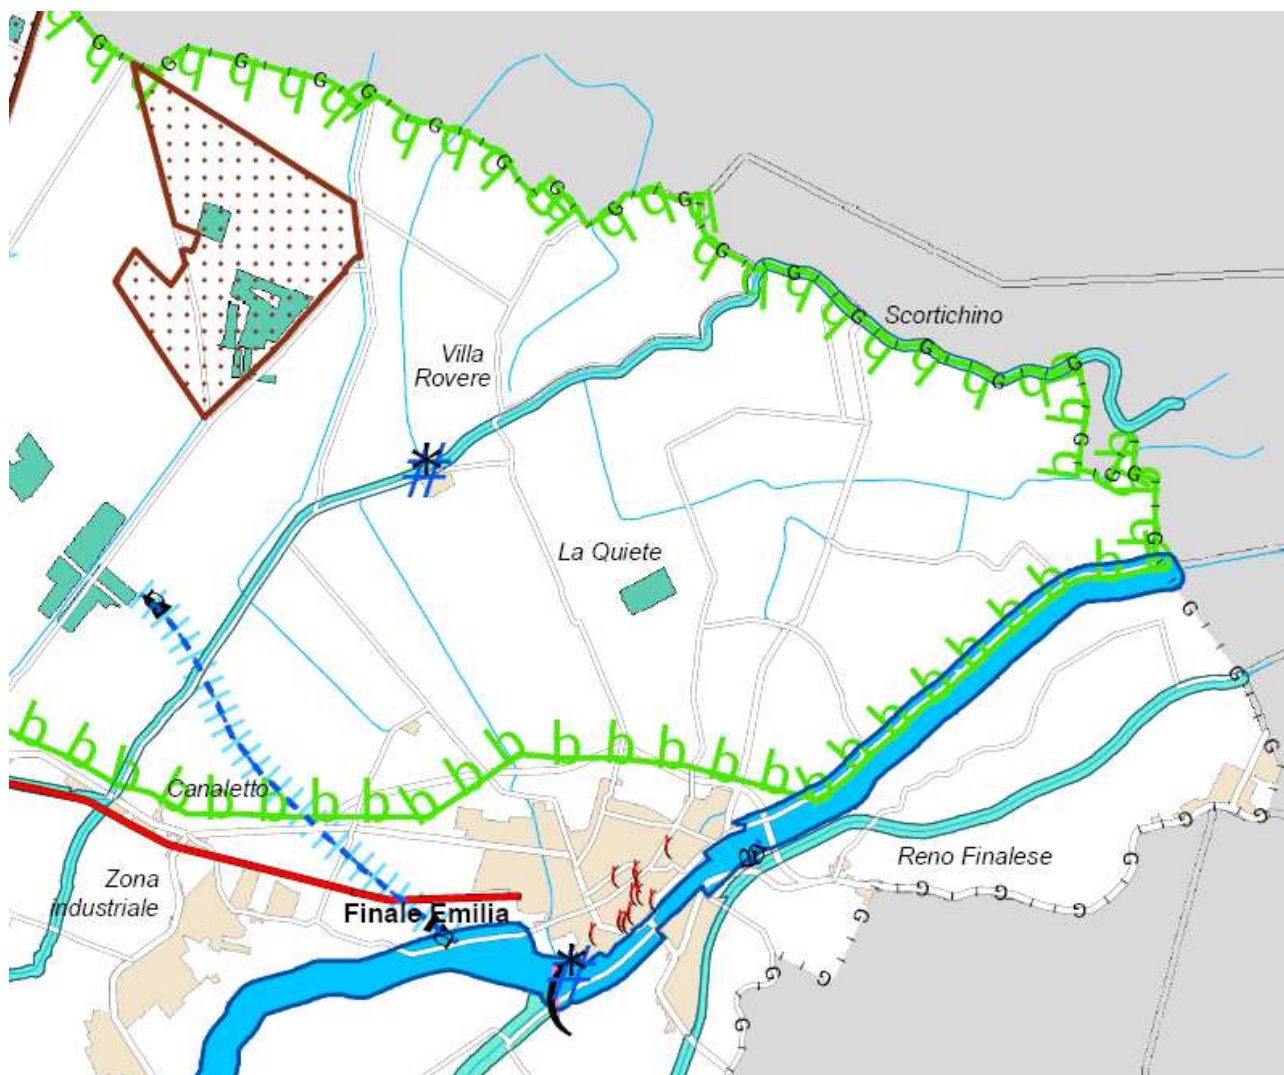 Scortichino
Villa
Rovere
La Quiete
Canaletto
Zona
industriale
Finale Emilia
Reno Finalese